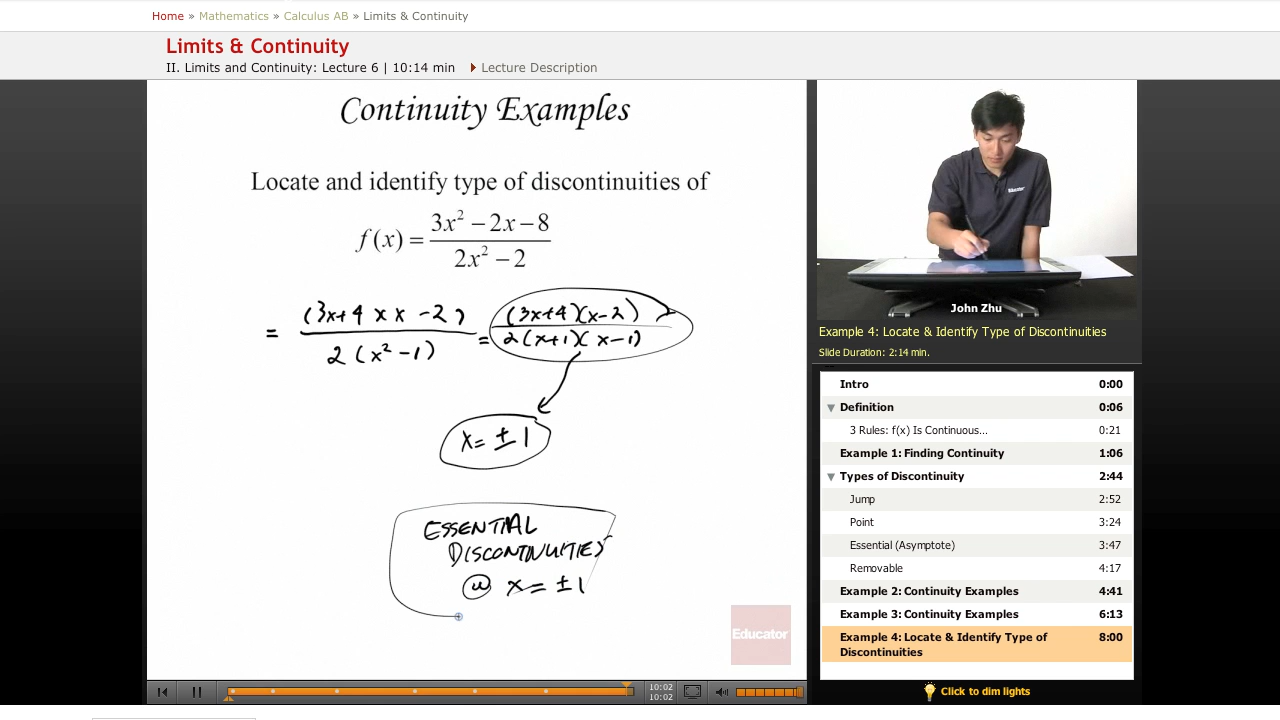 Home » Mathematics » Calculus AB » Limits & Continuity
Limits & Continuity
II. Limits and Continuity: Lecture 6 | 10:14 min Lecture Description
Continuity Examples
Locate and identify type of discontinuities of
f(x) = (3x² − 2x − 8) / (2x² − 2)
= (3x+4)(x−2) / 2(x²−1) = (3x+4)(x−2) / 2(x+1)(x−1)
x = ±1
ESSENTIAL
DISCONTINUITIES
@ x = ±1
Educator
10:02
10:02
Educator
John Zhu
Example 4: Locate & Identify Type of Discontinuities
Slide Duration: 2:14 min.
Intro 0:00
▼ Definition 0:06
3 Rules: f(x) Is Continuous... 0:21
Example 1: Finding Continuity 1:06
▼ Types of Discontinuity 2:44
Jump 2:52
Point 3:24
Essential (Asymptote) 3:47
Removable 4:17
Example 2: Continuity Examples 4:41
Example 3: Continuity Examples 6:13
Example 4: Locate & Identify Type of 8:00
Discontinuities
Click to dim lights